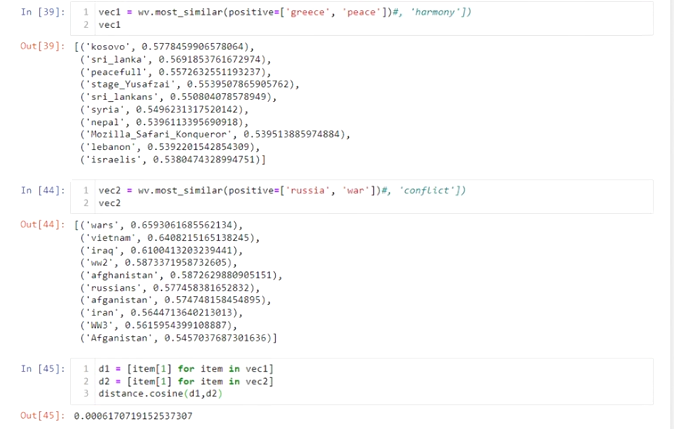 In [39]: 1 vec1 = wv.most_similar(positive=['greece', 'peace'])#, 'harmony'])
2 vec1
Out[39]: [('kosovo', 0.5778459906578064),
('sri_lanka', 0.5691853761672974),
('peacefull', 0.5572632551193237),
('stage_Yusafzai', 0.5539507865905762),
('sri_lankans', 0.550804078578949),
('syria', 0.5496231317520142),
('nepal', 0.5396113395690918),
('Mozilla_Safari_Konqueror', 0.539513885974884),
('lebanon', 0.5392201542854309),
('israelis', 0.5380474328994751)]
In [44]: 1 vec2 = wv.most_similar(positive=['russia', 'war'])#, 'conflict'])
2 vec2
Out[44]: [('wars', 0.6593061685562134),
('vietnam', 0.6408215165138245),
('iraq', 0.6100413203239441),
('ww2', 0.5873371958732605),
('afghanistan', 0.5872629880905151),
('russians', 0.577458381652832),
('afganistan', 0.574748158454895),
('iran', 0.5644713640213013),
('WW3', 0.5615954399108887),
('Afganistan', 0.5457037687301636)]
In [45]: 1 d1 = [item[1] for item in vec1]
2 d2 = [item[1] for item in vec2]
3 distance.cosine(d1,d2)
Out[45]: 0.0006170719152537307